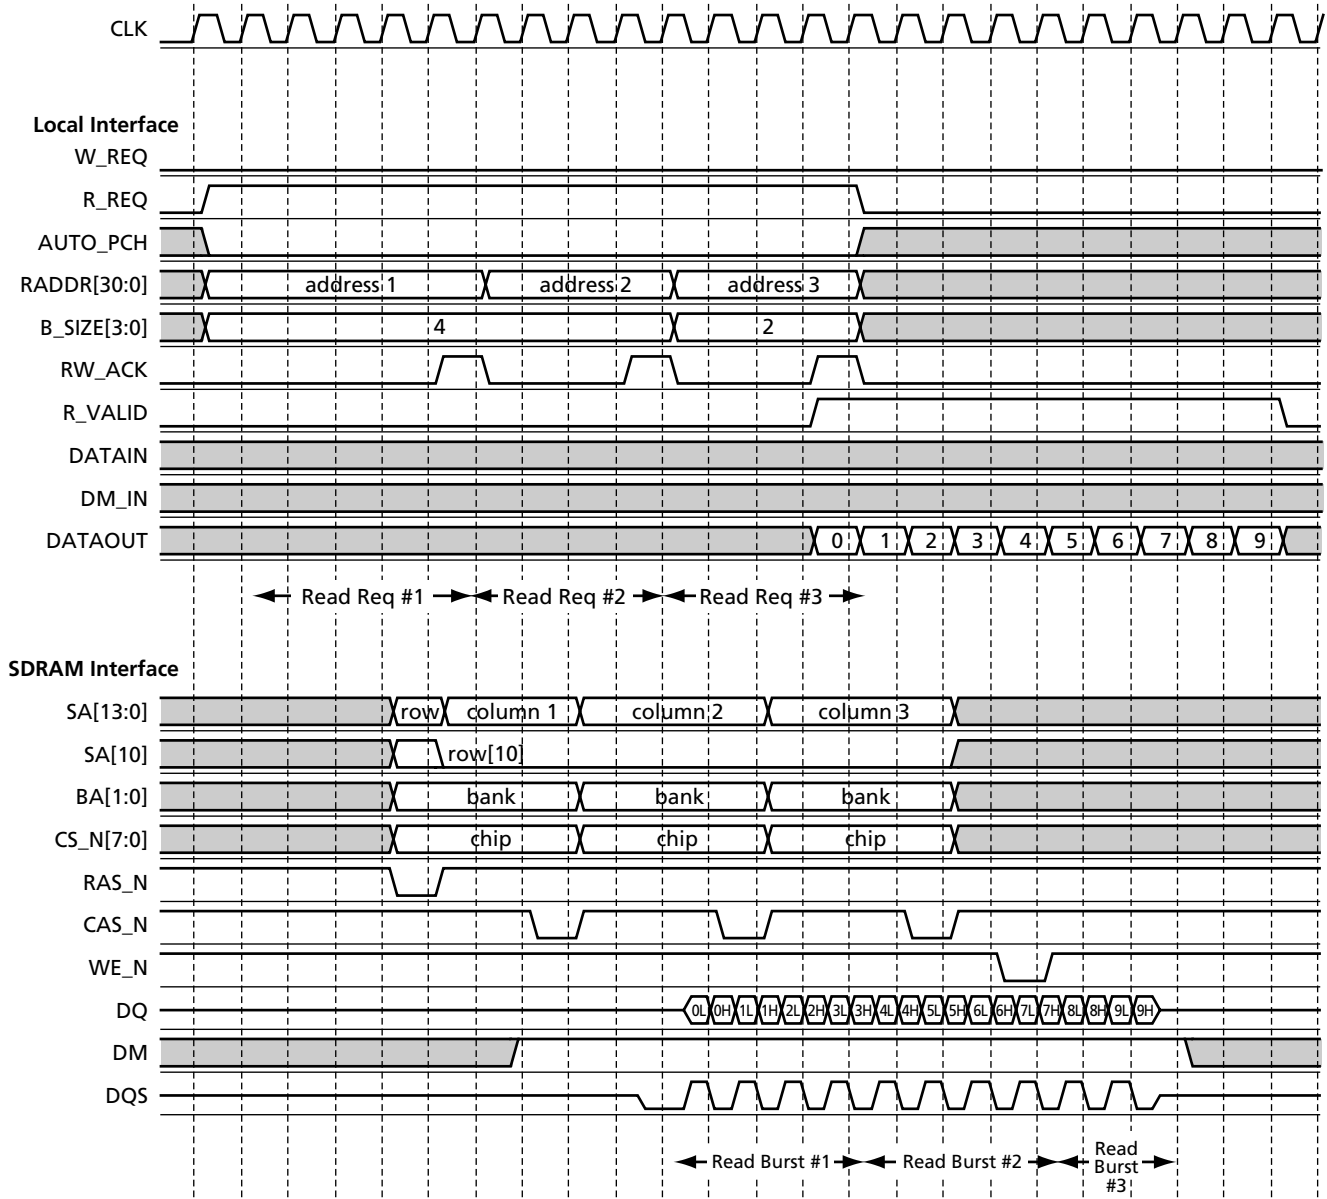 CLK
Local Interface
W_REQ
R_REQ
AUTO_PCH
RADDR[30:0] address 1 address 2 address 3
B_SIZE[3:0] 4 2
RW_ACK
R_VALID
DATAIN
DM_IN
DATAOUT 0 1 2 3 4 5 6 7 8 9
Read Req #1 Read Req #2 Read Req #3
SDRAM Interface
SA[13:0] row column 1 column 2 column 3
SA[10] row[10]
BA[1:0] bank bank bank
CS_N[7:0] chip chip chip
RAS_N
CAS_N
WE_N
DQ 0L 0H 1L 1H 2L 2H 3L 3H 4L 4H 5L 5H 6L 6H 7L 7H 8L 8H 9L 9H
DM
DQS
Read Burst #1 Read Burst #2 Read
Burst
#3